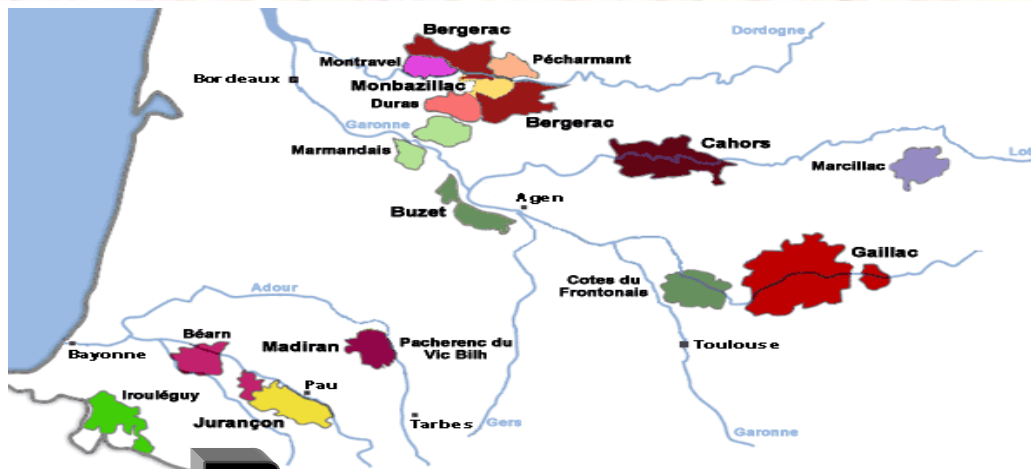 Bergerac
Dordogne
Montravel
Pécharmant
Bordeaux
Monbazillac
Duras
Garonne
Bergerac
Marmandais
Cahors
Marcillac
Lot
Agen
Buzet
Gaillac
Cotes du
Frontonais
Adour
Béarn
Madiran
Pacherenc du
Vic Bilh
Toulouse
Bayonne
Pau
Irouléguy
Jurançon
Tarbes
Gers
Garonne